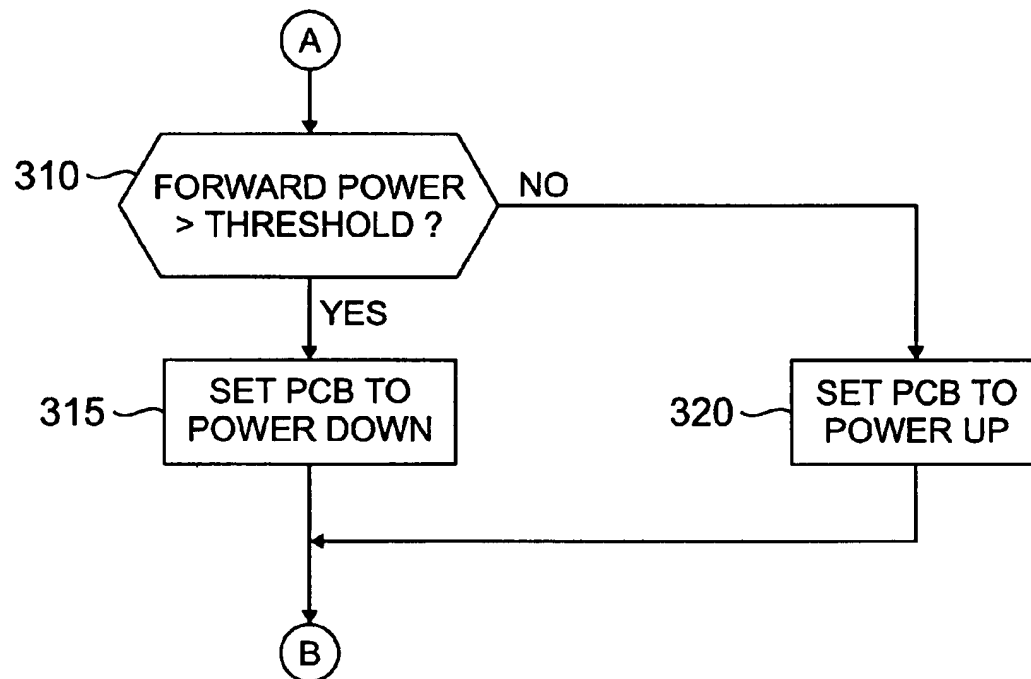 A
310
FORWARD POWER
> THRESHOLD ?
NO
YES
315
SET PCB TO
POWER DOWN
320
SET PCB TO
POWER UP
B